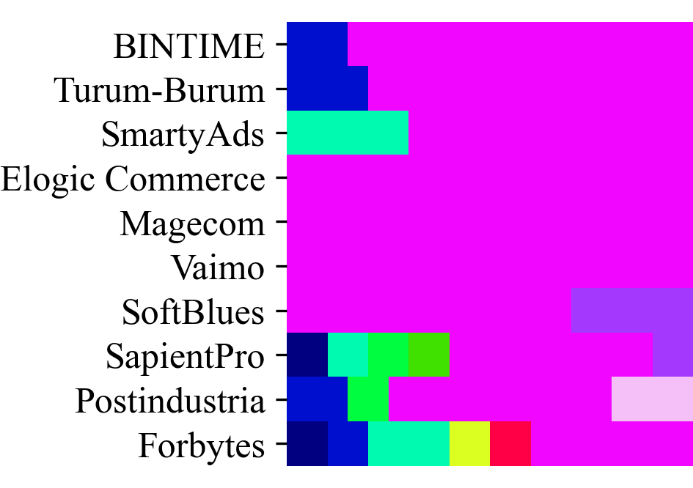 BINTIME
Turum-Burum
SmartyAds
Elogic Commerce
Magecom
Vaimo
SoftBlues
SapientPro
Postindustria
Forbytes